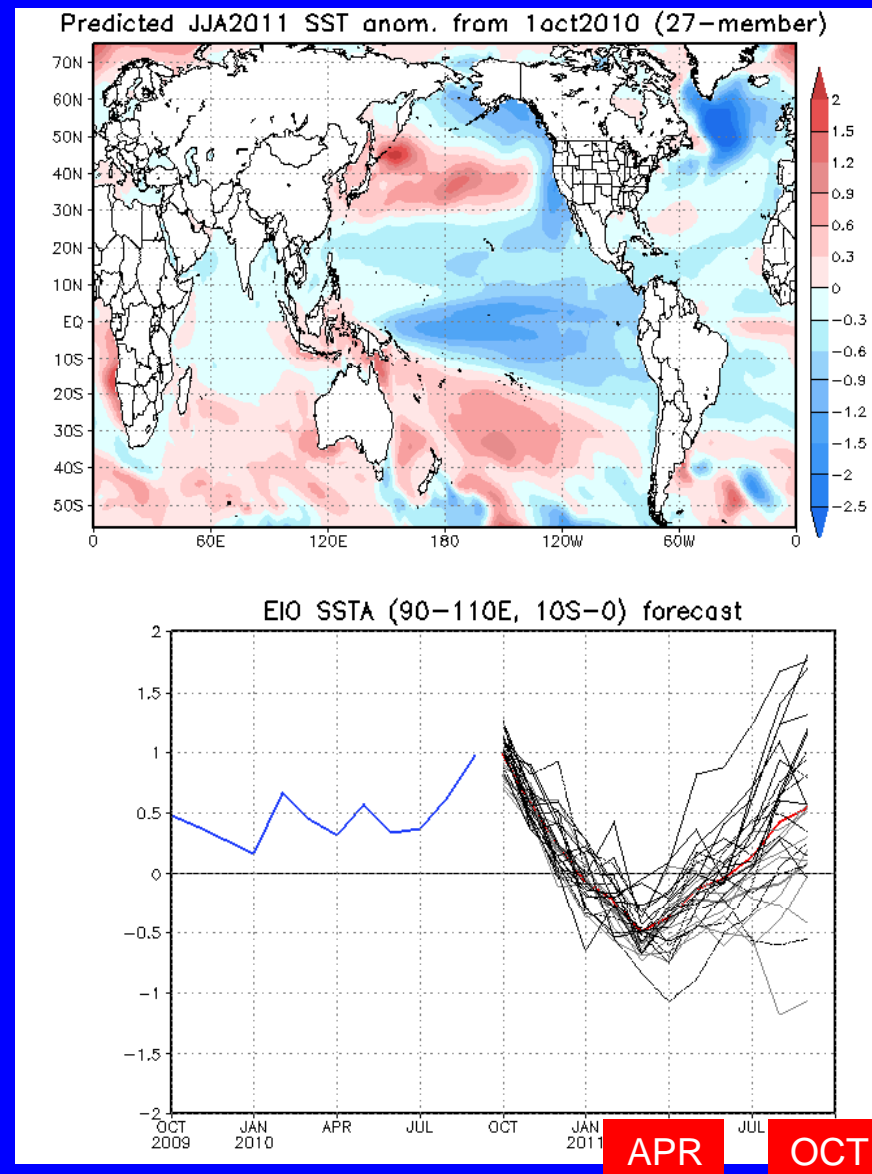 Predicted JJA2011 SST anom. from 1oct2010 (27-member)
70N
60N
50N
40N
30N
20N
10N
EQ
10S
20S
30S
40S
50S
0 60E 120E 180 120W 60W 0
2
1.5
1.2
0.9
0.6
0.3
0
-0.3
-0.6
-0.9
-1.2
-1.5
-2
-2.5
EIO SSTA (90-110E, 10S-0) forecast
2
1.5
1
0.5
0
-0.5
-1
-1.5
-2
OCT JAN APR JUL OCT JAN JUL
2009 2010 2011
APR OCT